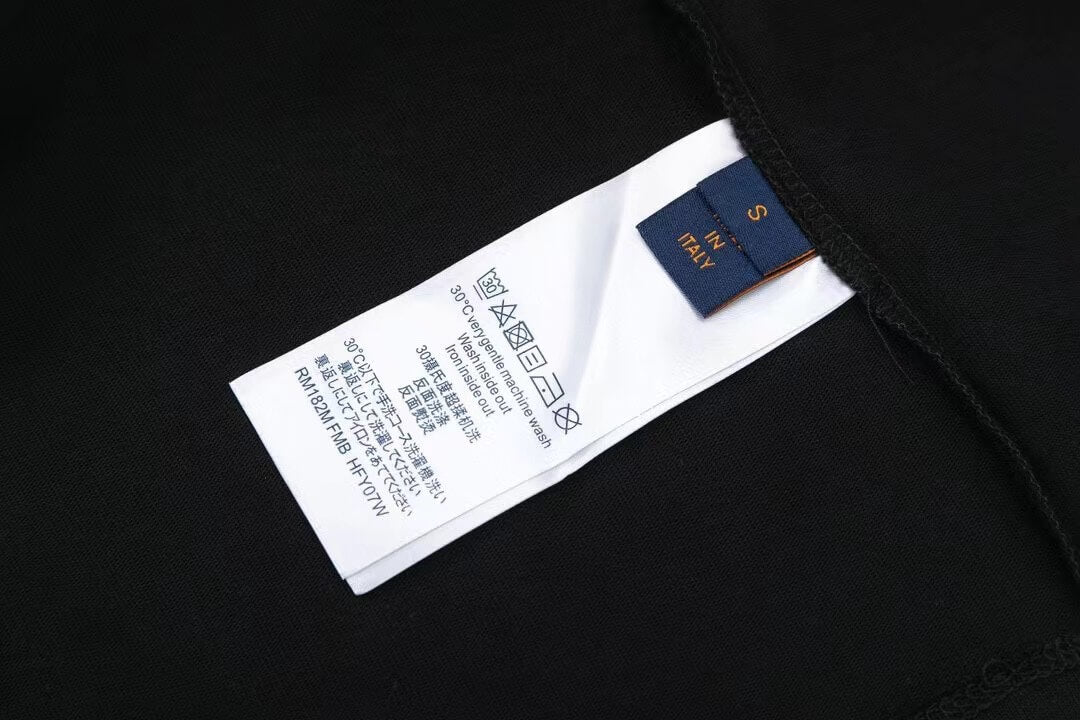 S
IN
ITALY
30
30°C very gentle machine wash
Wash inside out
Iron inside out
30摄氏度超揉机洗
反面洗涤
反面熨烫
30°C以下で手洗コース洗濯機洗い
裏返しにして洗濯してください
裏返しにしてアイロンをあててください
RM182M FMB HFY07W